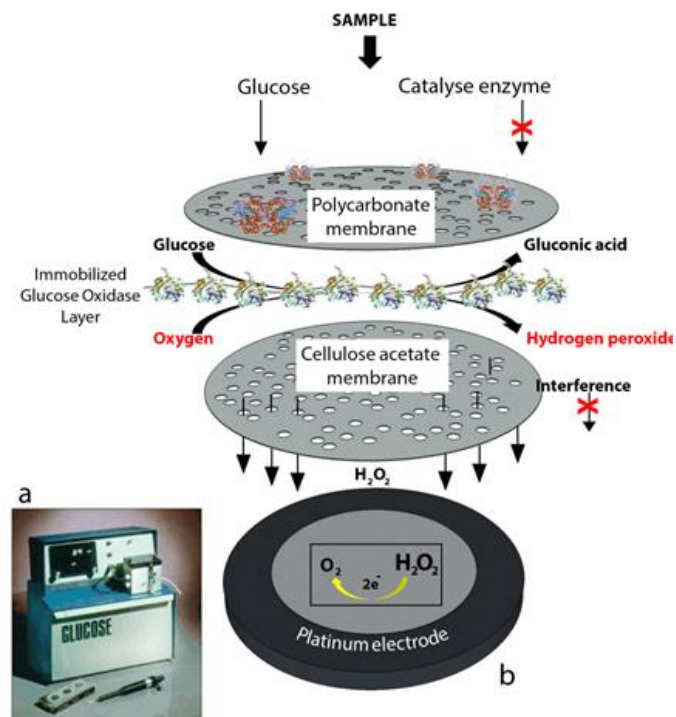 SAMPLE
Glucose
Catalyse enzyme
Polycarbonate
membrane
Glucose
Gluconic acid
Immobilized
Glucose Oxidase
Layer
Oxygen
Hydrogen peroxide
Cellulose acetate
membrane
Interference
H₂O₂
a
GLUCOSE
O₂
2e⁻
H₂O₂
Platinum electrode
b